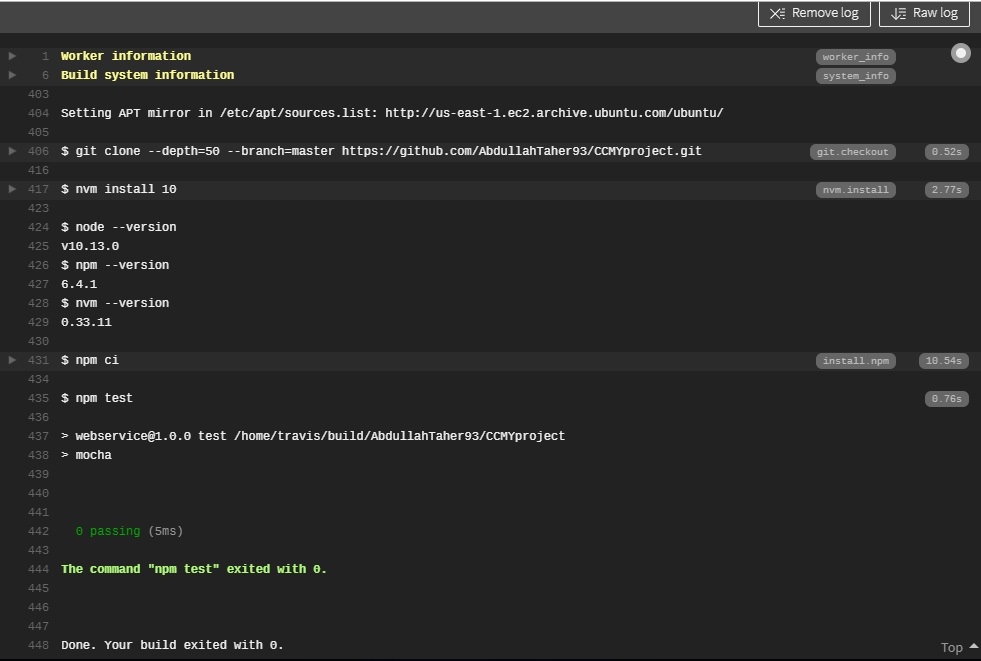 Remove log Raw log
1 Worker information worker_info
6 Build system information system_info
403
404 Setting APT mirror in /etc/apt/sources.list: http://us-east-1.ec2.archive.ubuntu.com/ubuntu/
405
406 $ git clone --depth=50 --branch=master https://github.com/AbdullahTaher93/CCMYproject.git git.checkout 0.52s
416
417 $ nvm install 10 nvm.install 2.77s
423
424 $ node --version
425 v10.13.0
426 $ npm --version
427 6.4.1
428 $ nvm --version
429 0.33.11
430
431 $ npm ci install.npm 10.54s
434
435 $ npm test 0.76s
436
437 > webservice@1.0.0 test /home/travis/build/AbdullahTaher93/CCMYproject
438 > mocha
439
440
441
442 0 passing (5ms)
443
444 The command "npm test" exited with 0.
445
446
447
448 Done. Your build exited with 0.
Top